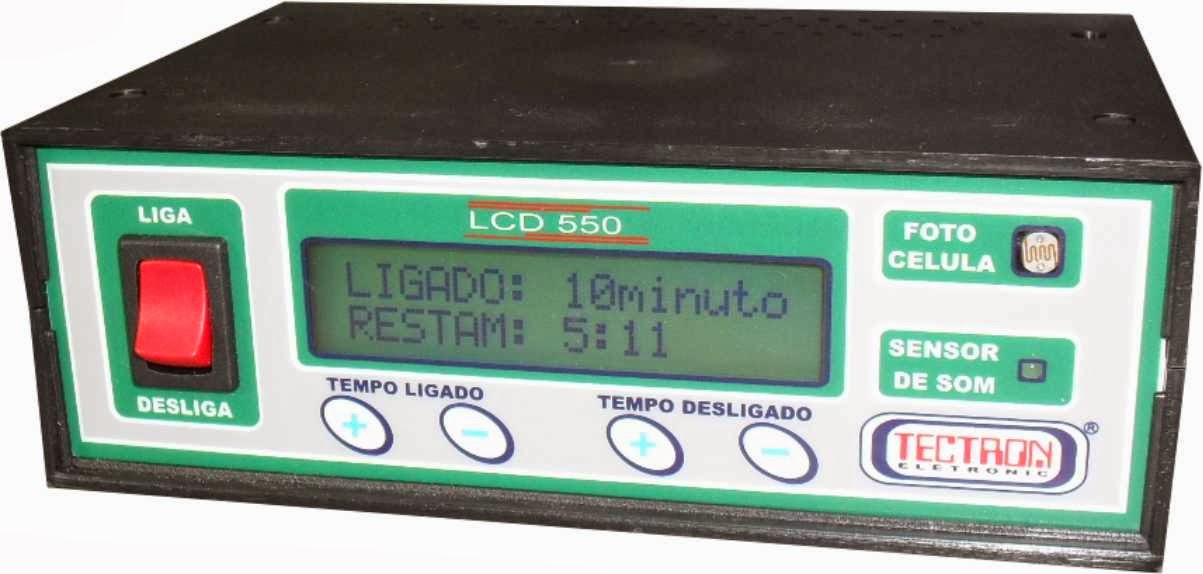 LIGA
DESLIGA
LCD 550
LIGADO: 10minuto
RESTAM: 5:11
TEMPO LIGADO
+ -
TEMPO DESLIGADO
+ -
FOTO
CELULA
SENSOR
DE SOM
TECTRON ®
ELETRONIC